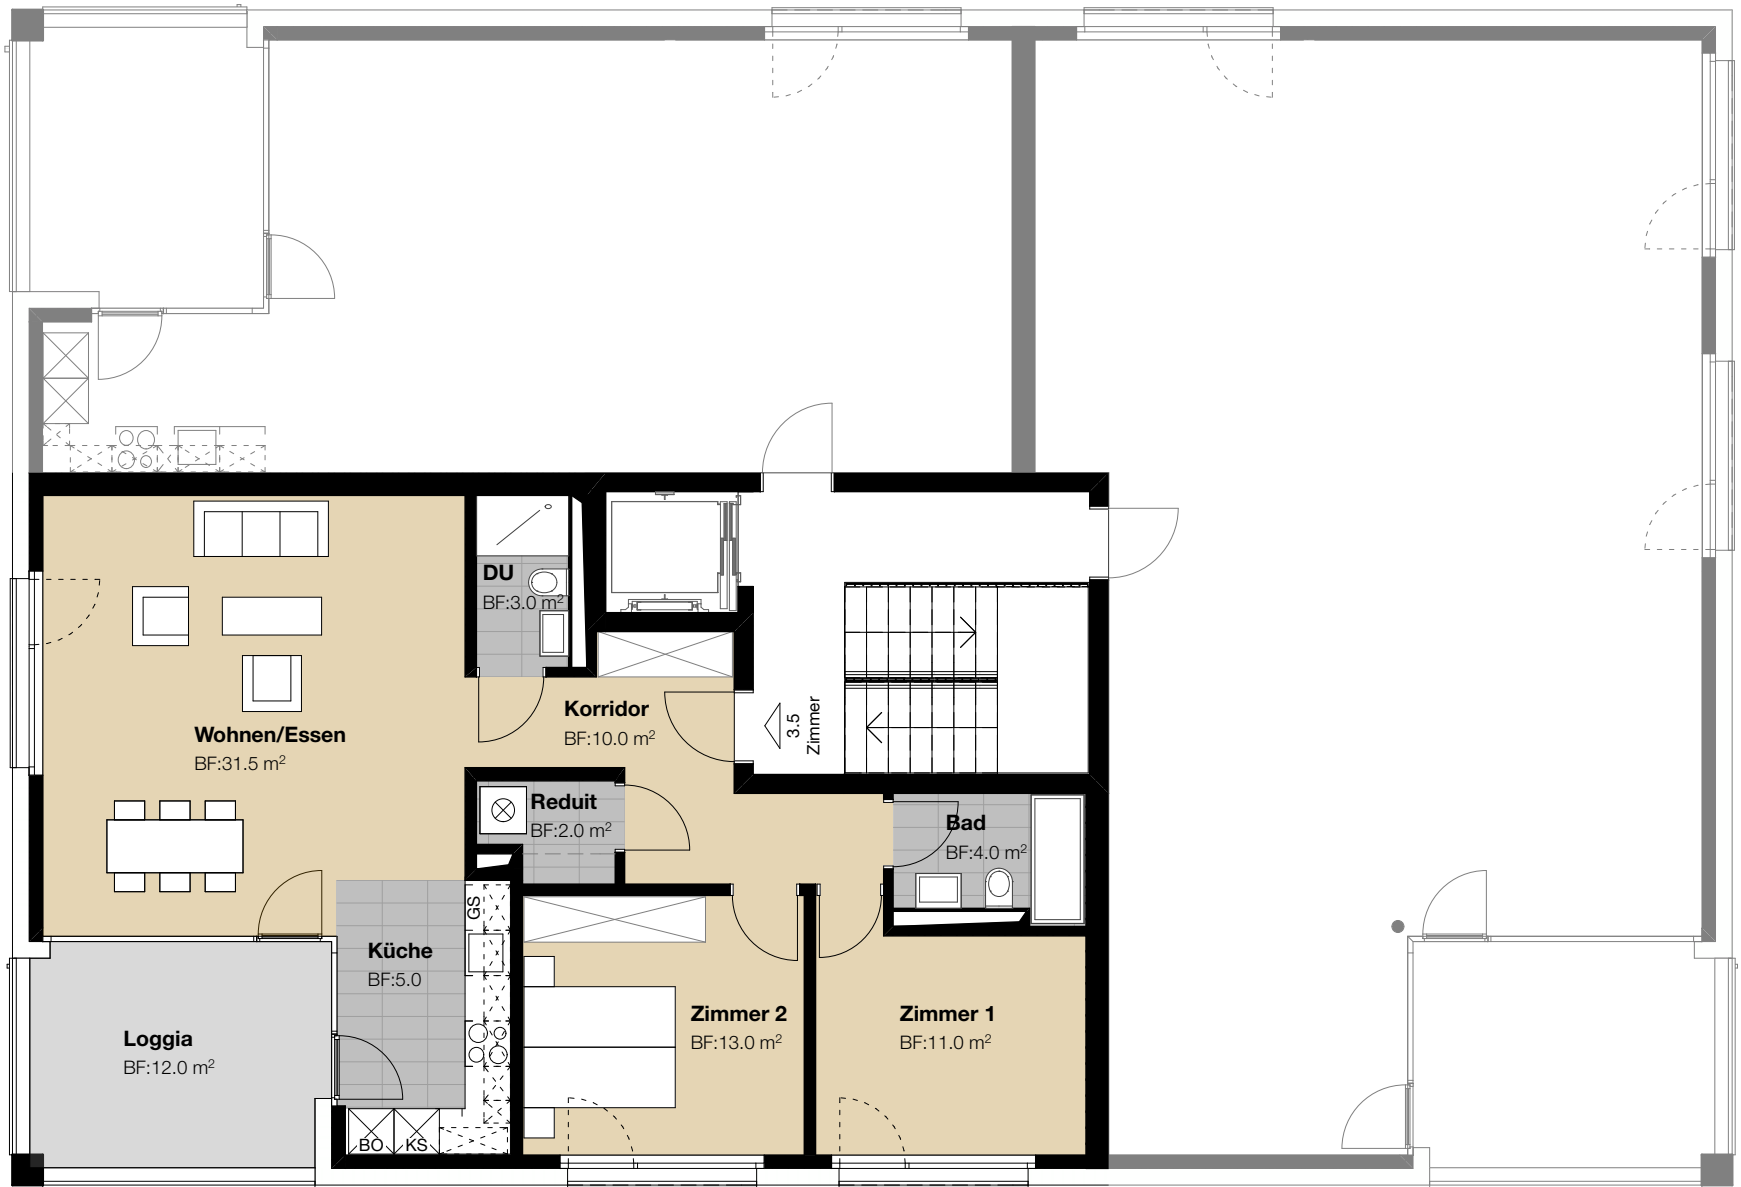 DU
BF:3.0 m²
Korridor
BF:10.0 m²
3.5
Zimmer
Wohnen/Essen
BF:31.5 m²
Reduit
BF:2.0 m²
Bad
BF:4.0 m²
GS
Küche
BF:5.0
Loggia
BF:12.0 m²
Zimmer 2
BF:13.0 m²
Zimmer 1
BF:11.0 m²
BO
KS